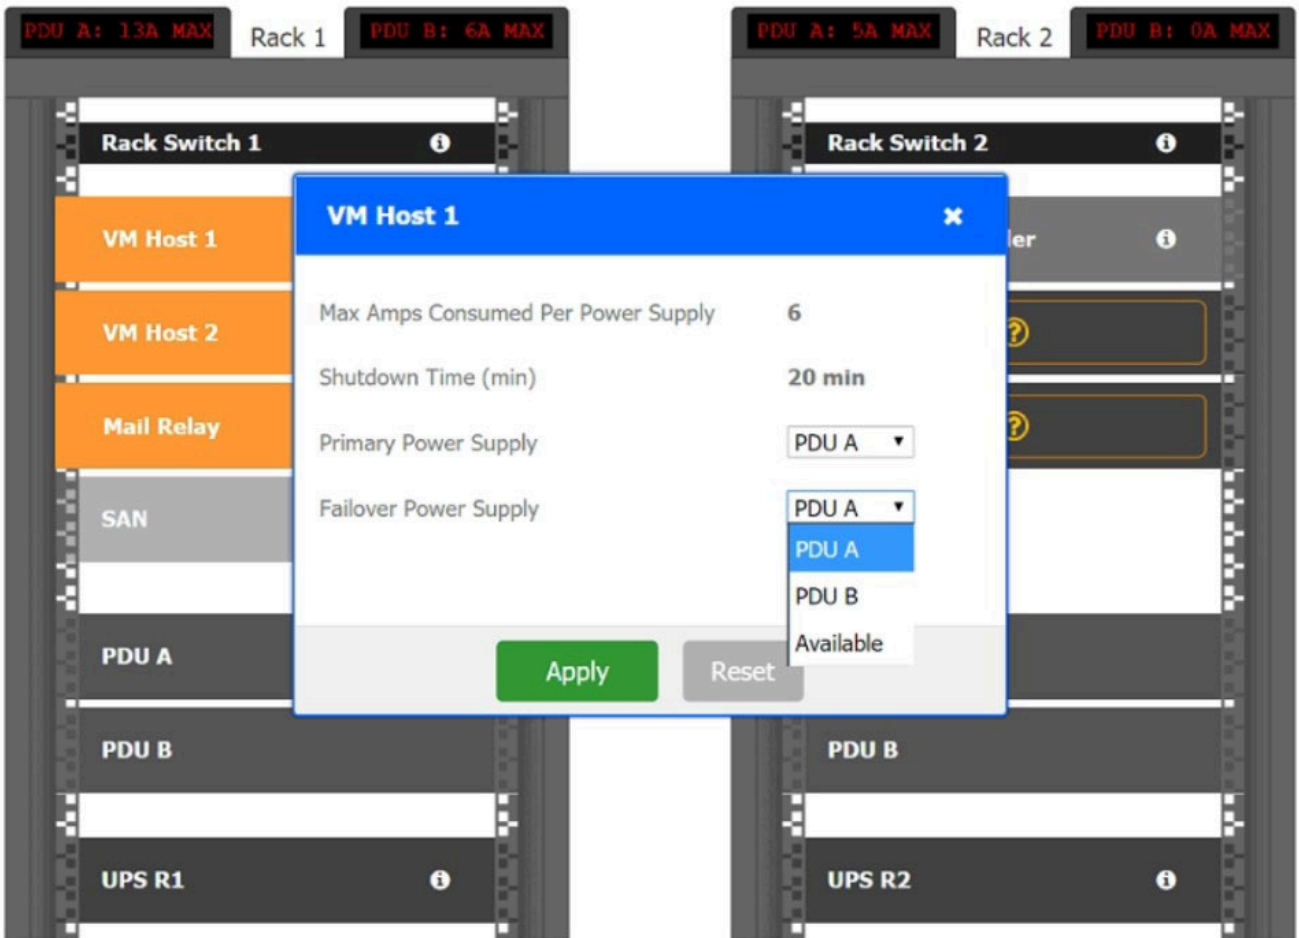 PDU A: 13A MAX
Rack 1
PDU B: 6A MAX
PDU A: 5A MAX
Rack 2
PDU B: 0A MAX
Rack Switch 1
Rack Switch 2
VM Host 1
VM Host 1
ler
VM Host 2
Max Amps Consumed Per Power Supply 6
Shutdown Time (min) 20 min
Mail Relay
Primary Power Supply PDU A
SAN
Failover Power Supply PDU A
PDU A
PDU B
Available
Apply
Reset
PDU A
PDU B
PDU B
UPS R1
UPS R2